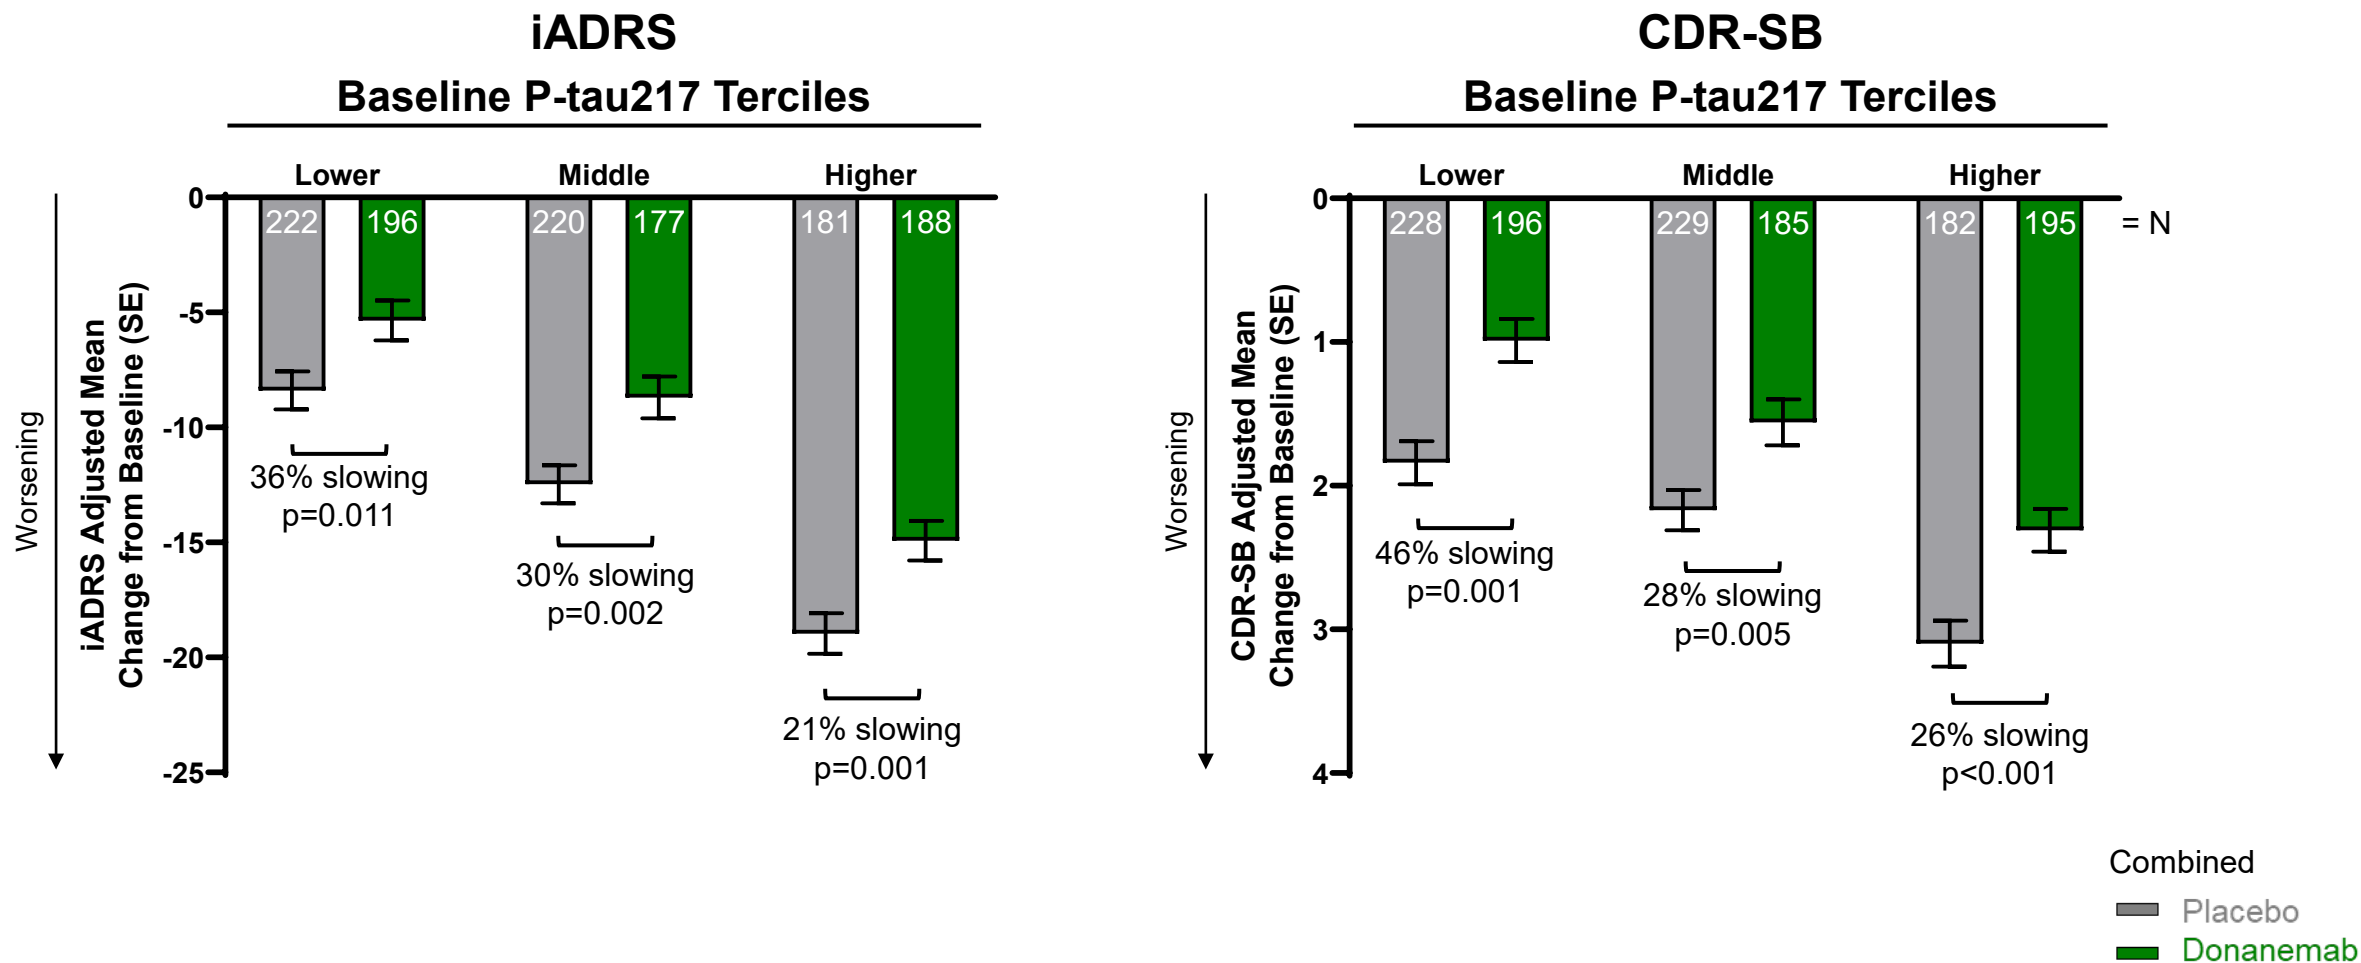 iADRS
Baseline P-tau217 Terciles
Lower Middle Higher
0
222 196 220 177 181 188
-5
-10
-15
-20
-25
Worsening
iADRS Adjusted Mean
Change from Baseline (SE)
36% slowing
p=0.011
30% slowing
p=0.002
21% slowing
p=0.001
CDR-SB
Baseline P-tau217 Terciles
Lower Middle Higher
0
228 196 229 185 182 195 = N
1
2
3
4
Worsening
CDR-SB Adjusted Mean
Change from Baseline (SE)
46% slowing
p=0.001
28% slowing
p=0.005
26% slowing
p<0.001
Combined
Placebo
Donanemab